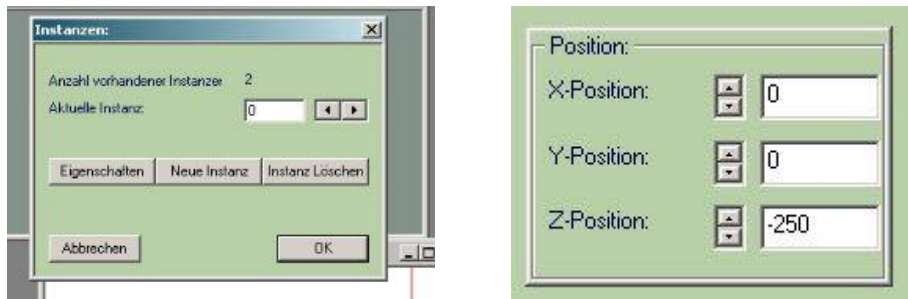 Instanzen:
Anzahl vorhandener Instanzer 2
Aktuelle Instanz: 0
Eigenschaften Neue Instanz Instanz Löschen
Abbrechen OK
Position:
X-Position: 0
Y-Position: 0
Z-Position: -250